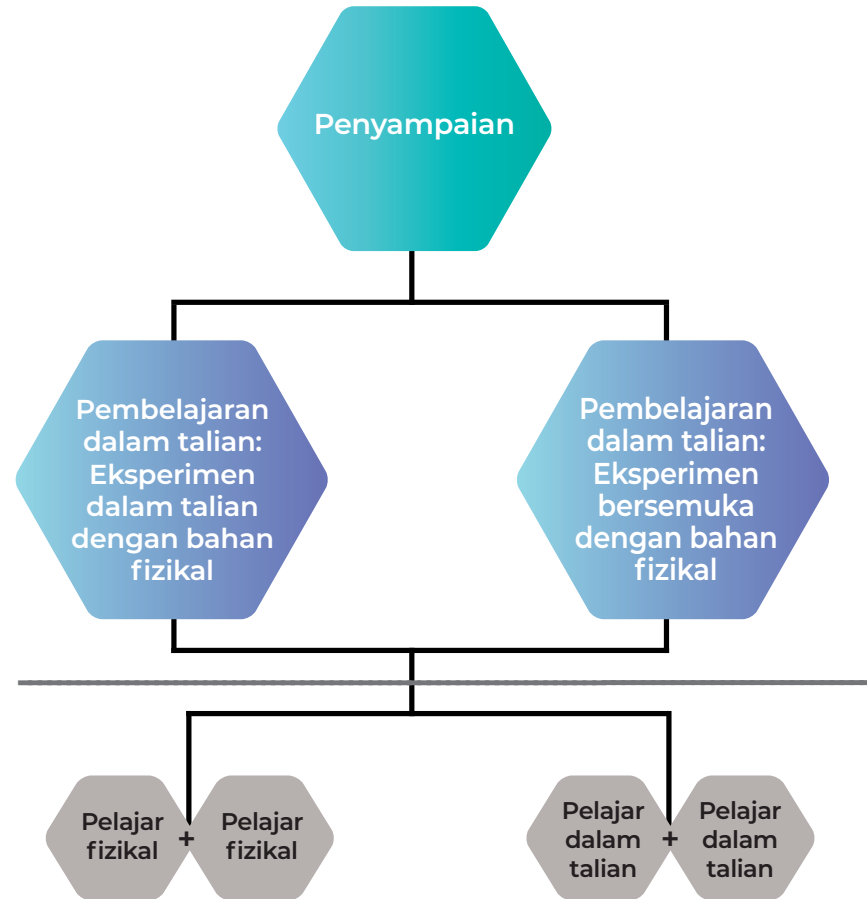 Penyampaian
Pembelajaran
dalam talian:
Eksperimen
dalam talian
dengan bahan
fizikal
Pembelajaran
dalam talian:
Eksperimen
bersemuka
dengan bahan
fizikal
Pelajar
fizikal
+
Pelajar
fizikal
Pelajar
dalam
talian
+
Pelajar
dalam
talian